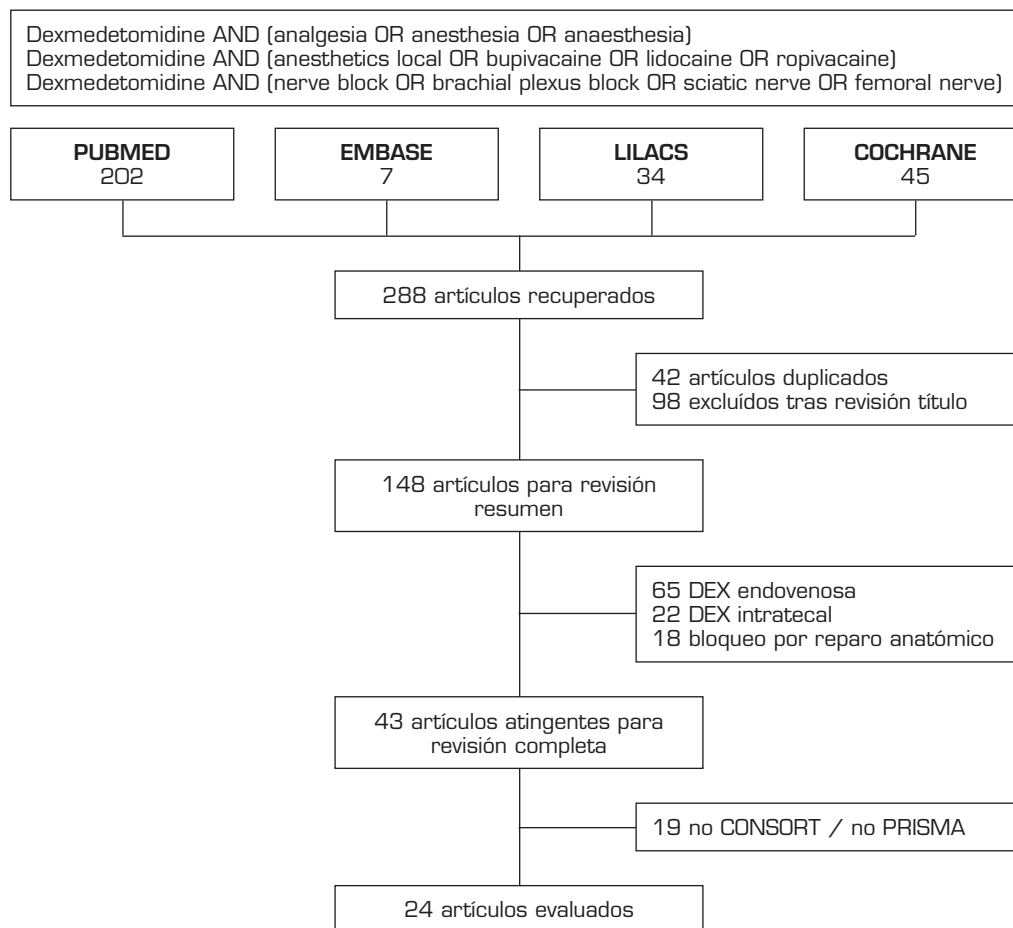 Dexmedetomidine AND (analgesia OR anesthesia OR anaesthesia)
Dexmedetomidine AND (anesthetics local OR bupivacaine OR lidocaine OR ropivacaine)
Dexmedetomidine AND (nerve block OR brachial plexus block OR sciatic nerve OR femoral nerve)
PUBMED
202
EMBASE
7
LILACS
34
COCHRANE
45
288 artículos recuperados
42 artículos duplicados
98 excluídos tras revisión título
148 artículos para revisión
resumen
65 DEX endovenosa
22 DEX intratecal
18 bloqueo por reparo anatómico
43 artículos atingentes para
revisión completa
19 no CONSORT / no PRISMA
24 artículos evaluados